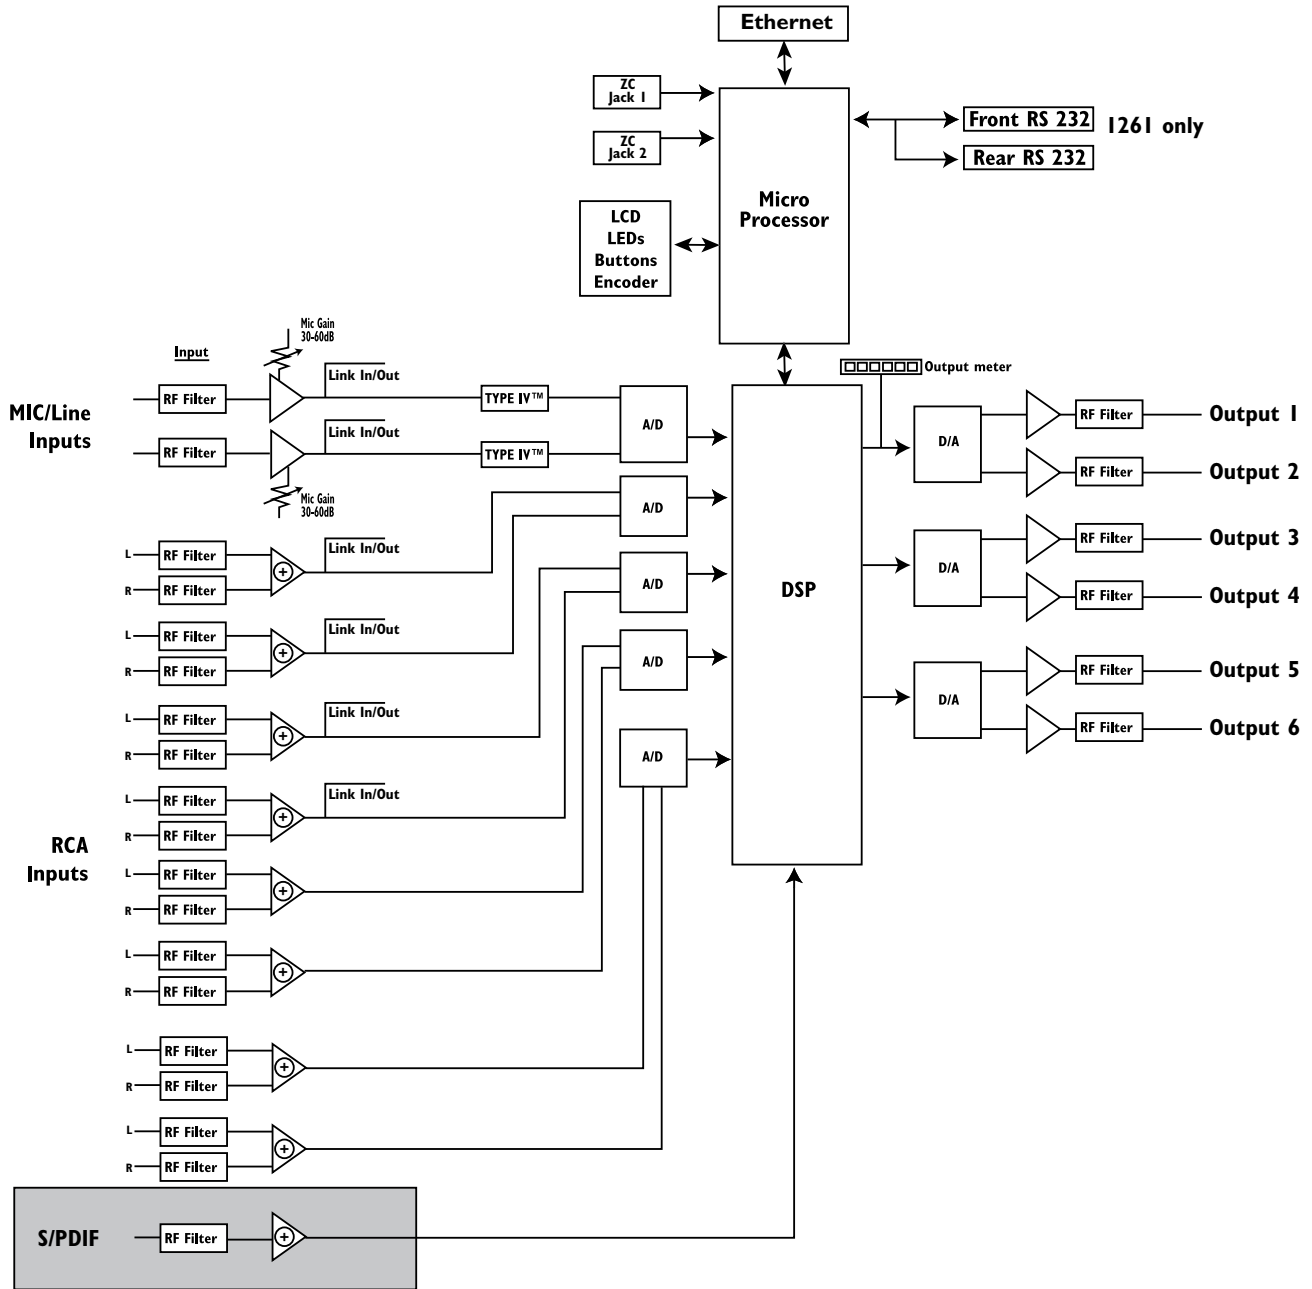 Ethernet
ZC
Jack 1
ZC
Jack 2
Front RS 232
1261 only
Rear RS 232
Micro
Processor
LCD
LEDs
Buttons
Encoder
Mic Gain
30-60dB
Input
Link In/Out
Output meter
MIC/Line
Inputs
RF Filter
TYPE IV™
A/D
RF Filter
Link In/Out
TYPE IV™
Mic Gain
30-60dB
D/A
RF Filter
Output 1
RF Filter
Output 2
A/D
L
RF Filter
R
RF Filter
Link In/Out
A/D
DSP
D/A
RF Filter
Output 3
RF Filter
Output 4
L
RF Filter
R
RF Filter
Link In/Out
A/D
D/A
RF Filter
Output 5
RF Filter
Output 6
L
RF Filter
R
RF Filter
Link In/Out
A/D
RCA
Inputs
L
RF Filter
R
RF Filter
Link In/Out
L
RF Filter
R
RF Filter
L
RF Filter
R
RF Filter
L
RF Filter
R
RF Filter
L
RF Filter
R
RF Filter
S/PDIF
RF Filter